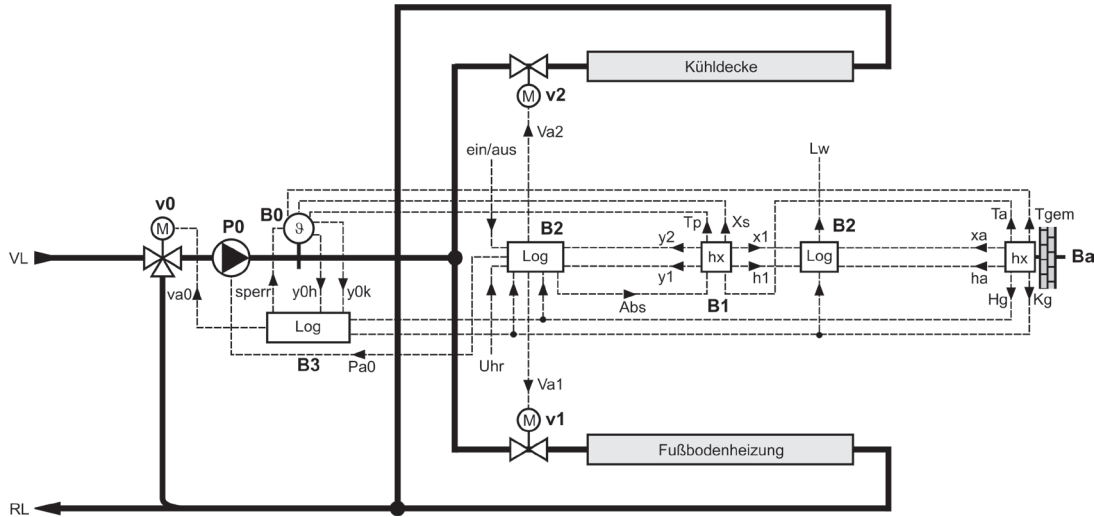 Kühldecke
M
v2
Va2
ein/aus
Lw
v0
M
P0
B0
ϑ
Tp
Xs
Ta
Tgem
VL
B2
y2
x1
B2
xa
Log
hx
Log
hx
Ba
y1
h1
ha
va0
sperr
y0h
y0k
Abs
B1
Hg
Kg
Log
B3
Pa0
Uhr
Va1
M
v1
Fußbodenheizung
RL